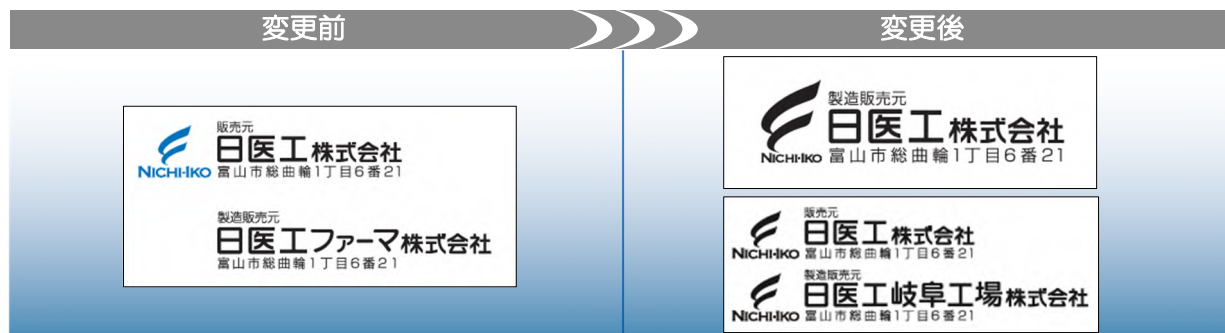 変更前
変更後
販売元
日医工株式会社
NICHI-IKO 富山市総曲輪1丁目6番21
製造販売元
日医工ファーマ株式会社
富山市総曲輪1丁目6番21
製造販売元
日医工株式会社
NICHI-IKO 富山市総曲輪1丁目6番21
販売元
日医工株式会社
NICHI-IKO 富山市総曲輪1丁目6番21
製造販売元
日医工岐阜工場株式会社
NICHI-IKO 富山市総曲輪1丁目6番21